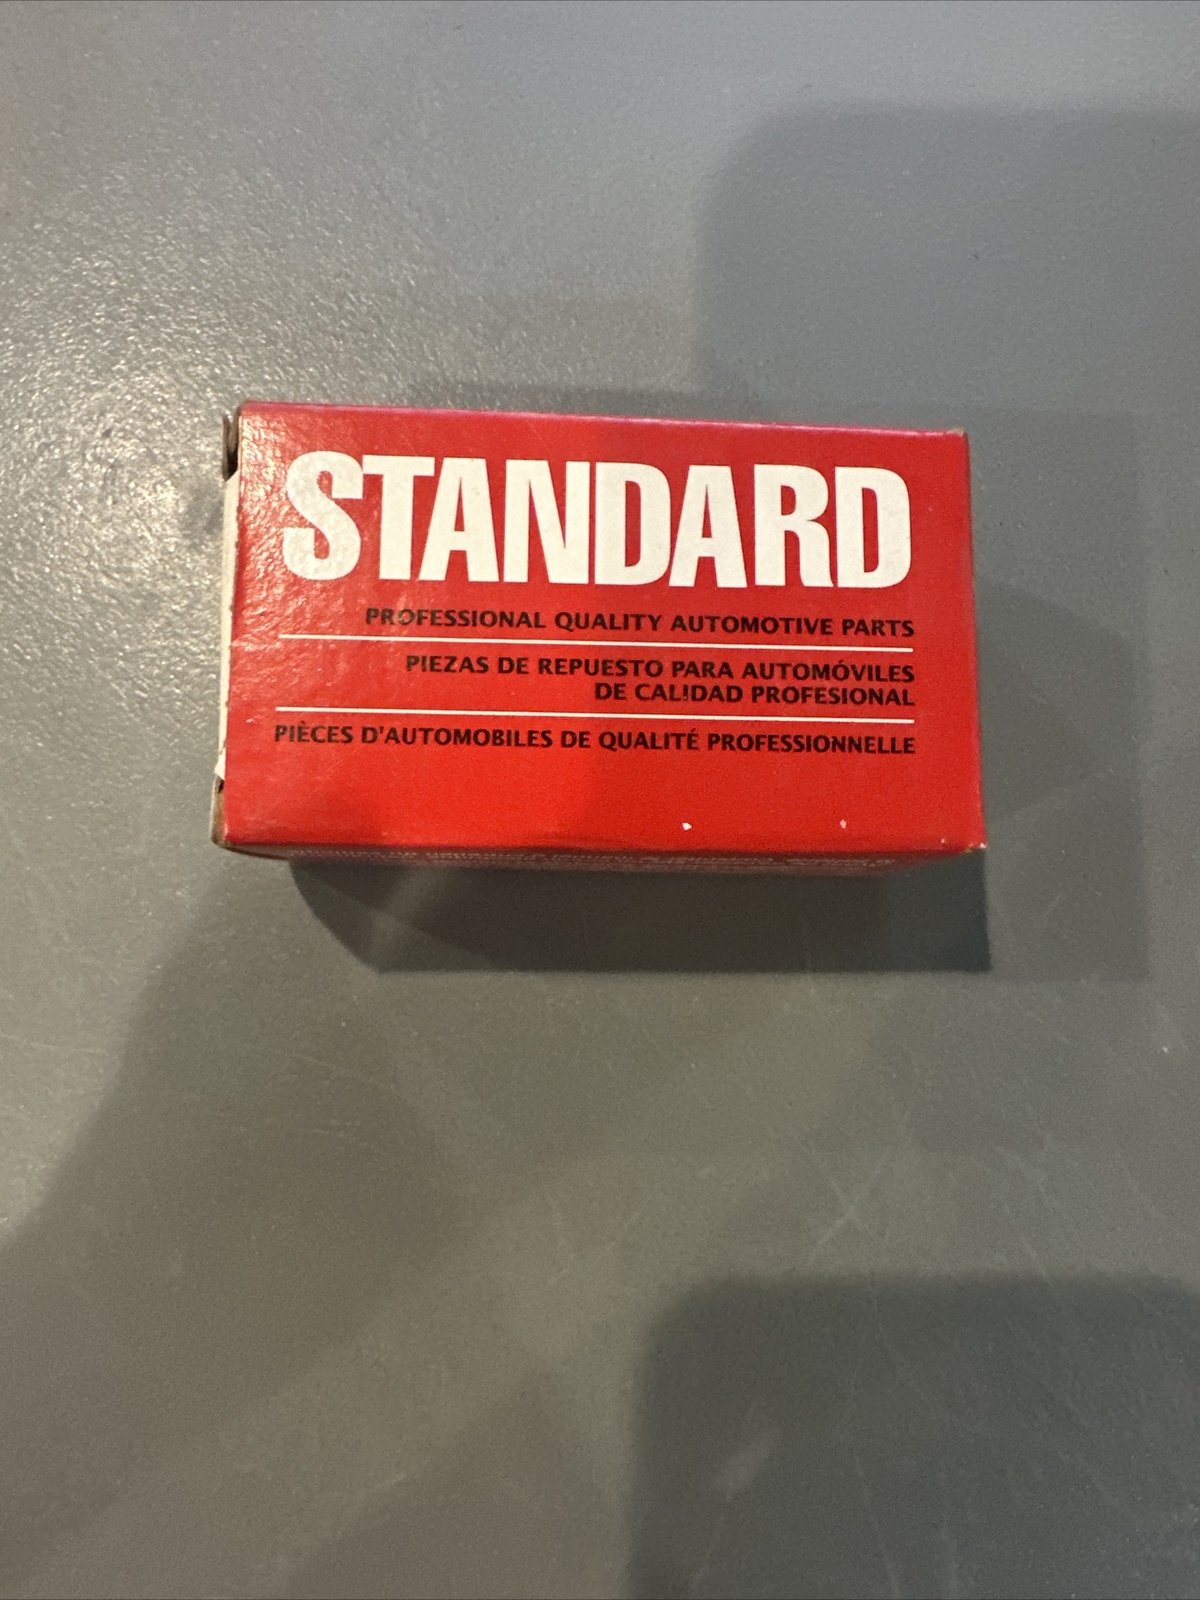 STANDARD
PROFESSIONAL QUALITY AUTOMOTIVE PARTS
PIEZAS DE REPUESTO PARA AUTOMÓVILES
DE CALIDAD PROFESIONAL
PIÈCES D'AUTOMOBILES DE QUALITÉ PROFESSIONNELLE